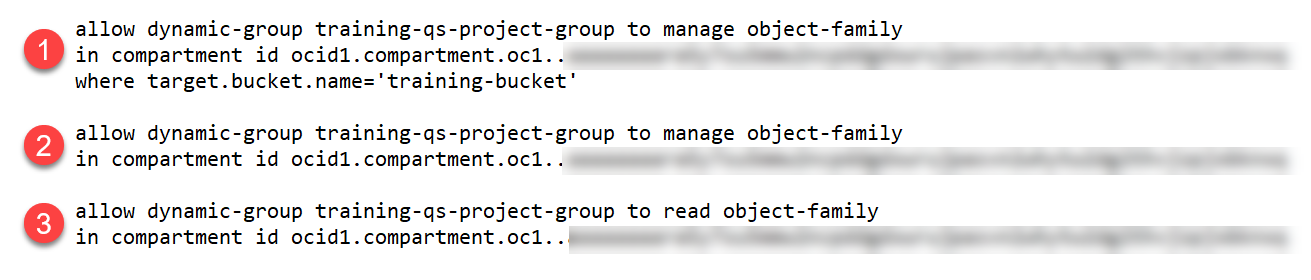 1
allow dynamic-group training-qs-project-group to manage object-family
in compartment id ocid1.compartment.oc1..
where target.bucket.name='training-bucket'
2
allow dynamic-group training-qs-project-group to manage object-family
in compartment id ocid1.compartment.oc1..
3
allow dynamic-group training-qs-project-group to read object-family
in compartment id ocid1.compartment.oc1..